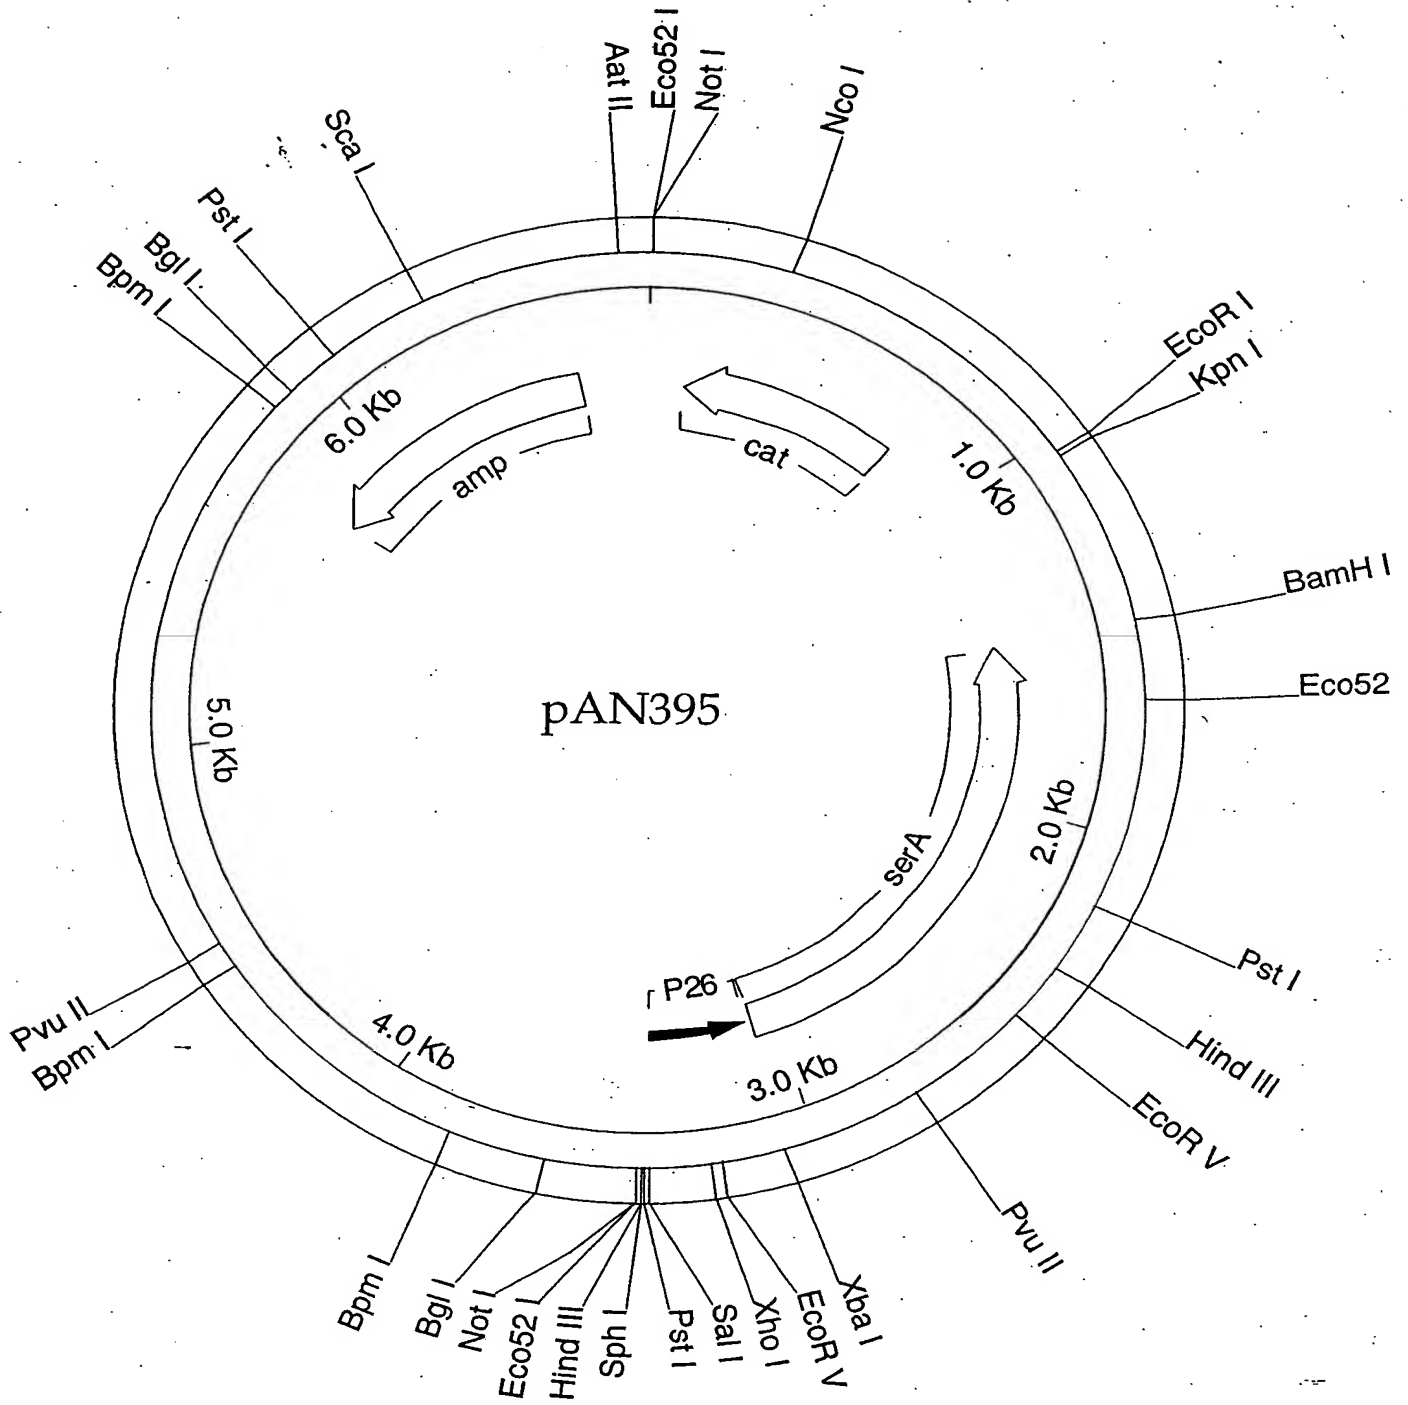 Aat II
Eco52 I
Not I
Nco I
EcoR I
Kpn I
BamH I
Eco52
Pst I
Hind III
EcoR V
Pvu II
Xba I
EcoR V
Xho I
Sal I
Pst I
Sph I
Hind III
Eco52 I
Not I
Bgl I
Bpm I
Bpm I
Pvu II
Bpm I
Bgl I
Pst I
Sca I
1.0 Kb
2.0 Kb
3.0 Kb
4.0 Kb
5.0 Kb
6.0 Kb
amp
cat
serA
P26
pAN395